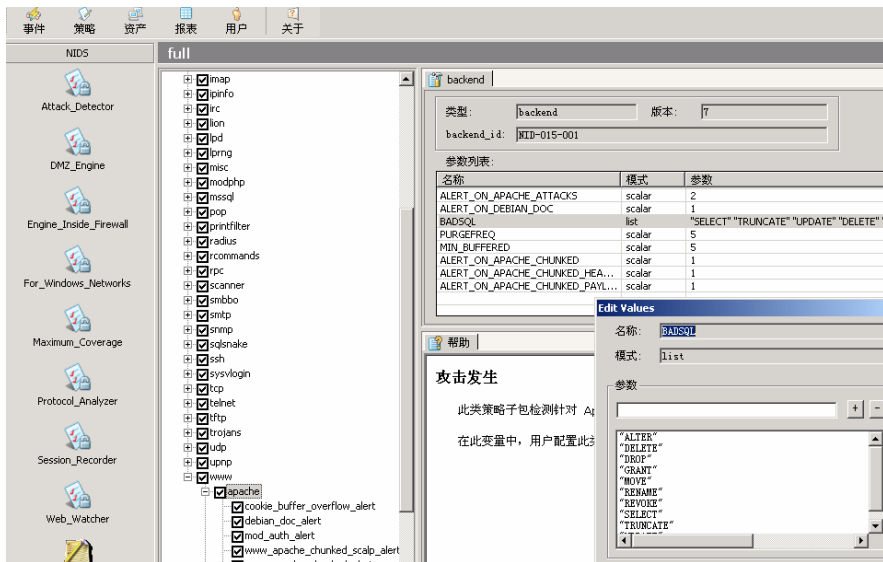 事件 策略 资产 报表 用户 关于
NIDS
full
Attack_Detector
DMZ_Engine
Engine_Inside_Firewall
For_Windows_Networks
Maximum_Coverage
Protocol_Analyzer
Session_Recorder
Web_Watcher
imap
ipinfo
irc
lion
lpd
lprng
misc
modphp
mssql
pop
printfilter
radius
rcommands
rpc
scanner
smbbo
smtp
snmp
sqlsnake
ssh
sysvlogin
tcp
telnet
tftp
trojans
udp
upnp
www
apache
cookie_buffer_overflow_alert
debian_doc_alert
mod_auth_alert
www_apache_chunked_scalp_alert
backend
类型: backend 版本: 7
backend_id: NID-015-001
参数列表:
名称 模式 参数
ALERT_ON_APACHE_ATTACKS scalar 2
ALERT_ON_DEBIAN_DOC scalar 1
BADSQL list "SELECT" "TRUNCATE" "UPDATE" "DELETE"
PURGEFREQ scalar 5
MIN_BUFFERED scalar 5
ALERT_ON_APACHE_CHUNKED scalar 1
ALERT_ON_APACHE_CHUNKED_HEA... scalar 1
ALERT_ON_APACHE_CHUNKED_PAYL... scalar 1
帮助
攻击发生
此类策略子包检测针对 Ap
在此变量中，用户配置此类
Edit Values
名称: BADSQL
模式: list
参数
+ -
"ALTER"
"DELETE"
"DROP"
"GRANT"
"MOVE"
"RENAME"
"REVOKE"
"SELECT"
"TRUNCATE"